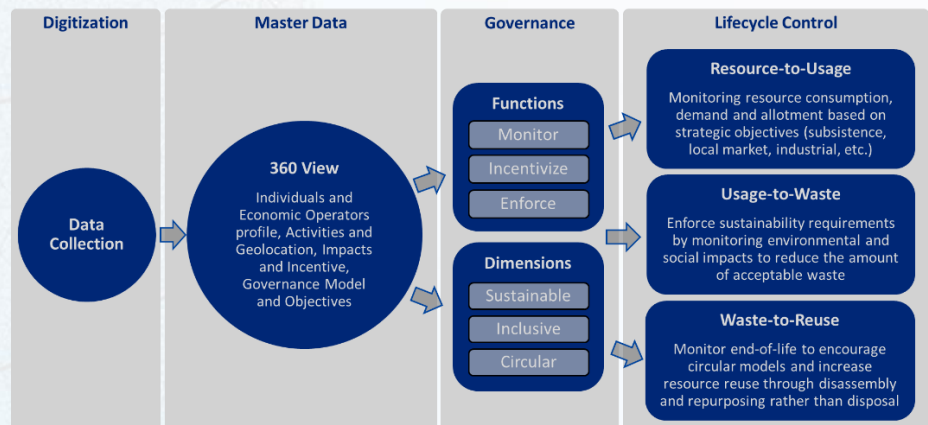 Digitization
Master Data
Governance
Lifecycle Control
Data
Collection
360 View
Individuals and
Economic Operators
profile, Activities and
Geolocation, Impacts
and Incentive,
Governance Model
and Objectives
Functions
Monitor
Incentivize
Enforce
Dimensions
Sustainable
Inclusive
Circular
Resource-to-Usage
Monitoring resource consumption,
demand and allotment based on
strategic objectives (subsistence,
local market, industrial, etc.)
Usage-to-Waste
Enforce sustainability requirements
by monitoring environmental and
social impacts to reduce the amount
of acceptable waste
Waste-to-Reuse
Monitor end-of-life to encourage
circular models and increase
resource reuse through disassembly
and repurposing rather than disposal